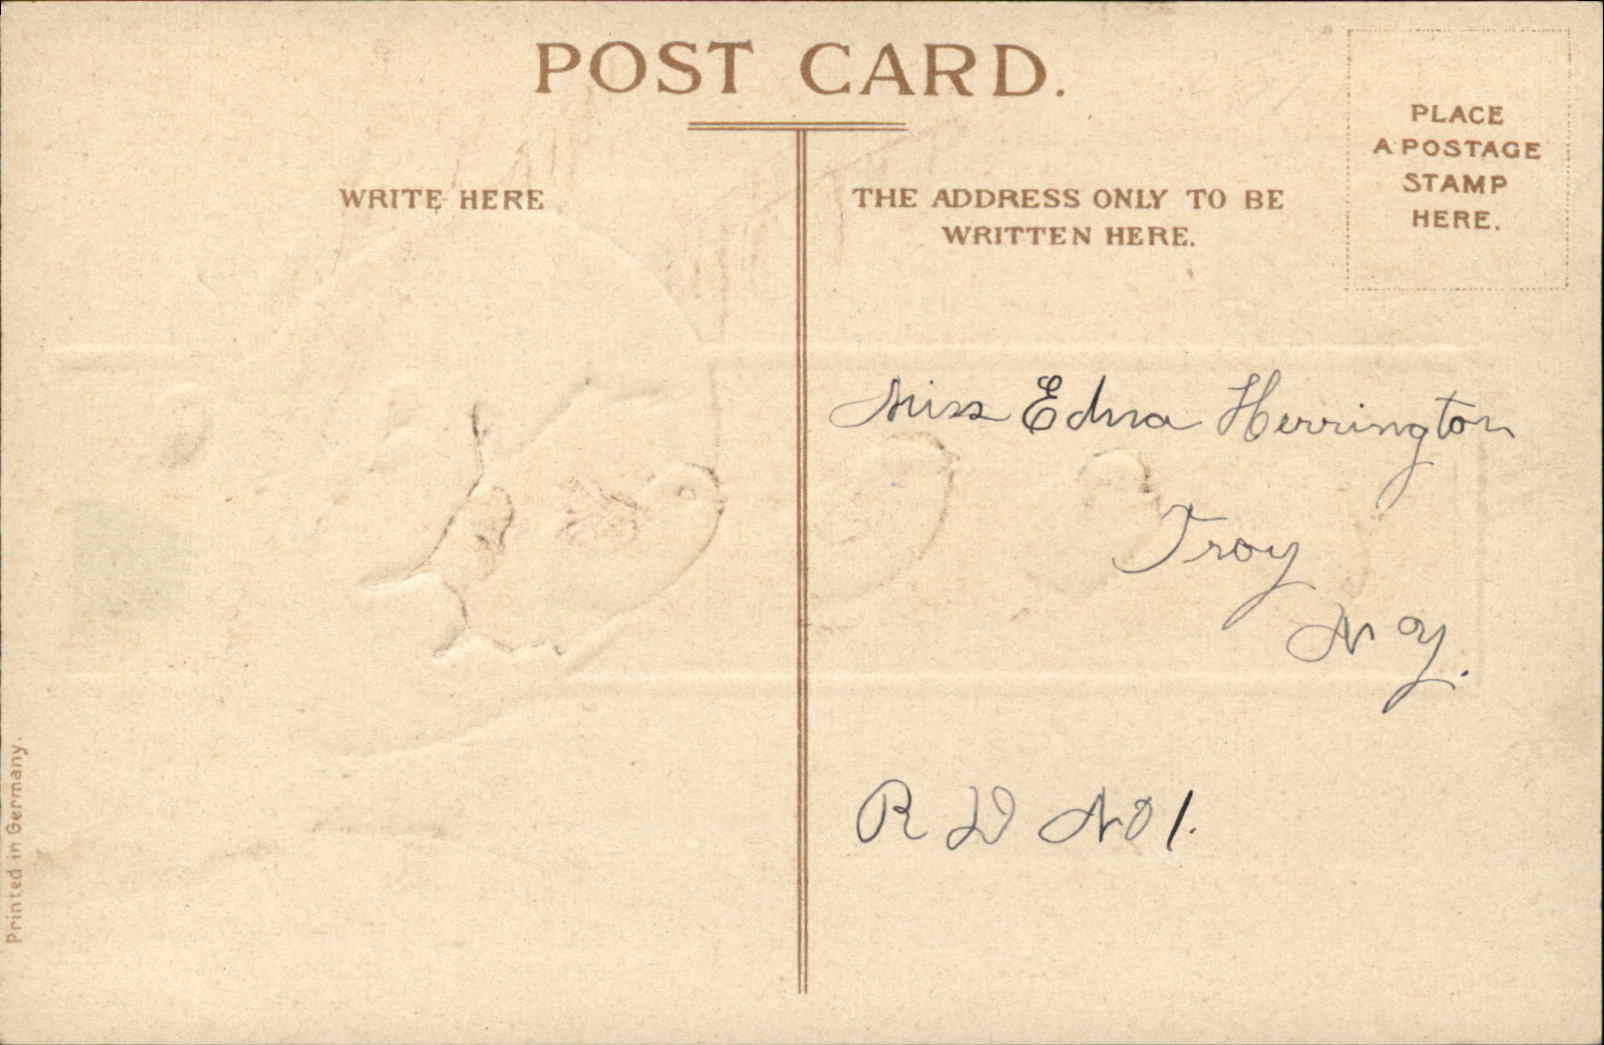 POST CARD.
WRITE HERE
THE ADDRESS ONLY TO BE
WRITTEN HERE.
PLACE
A POSTAGE
STAMP
HERE.
Miss Edna Herrington
Troy
N Y.
R D No 1.
Printed in Germany.